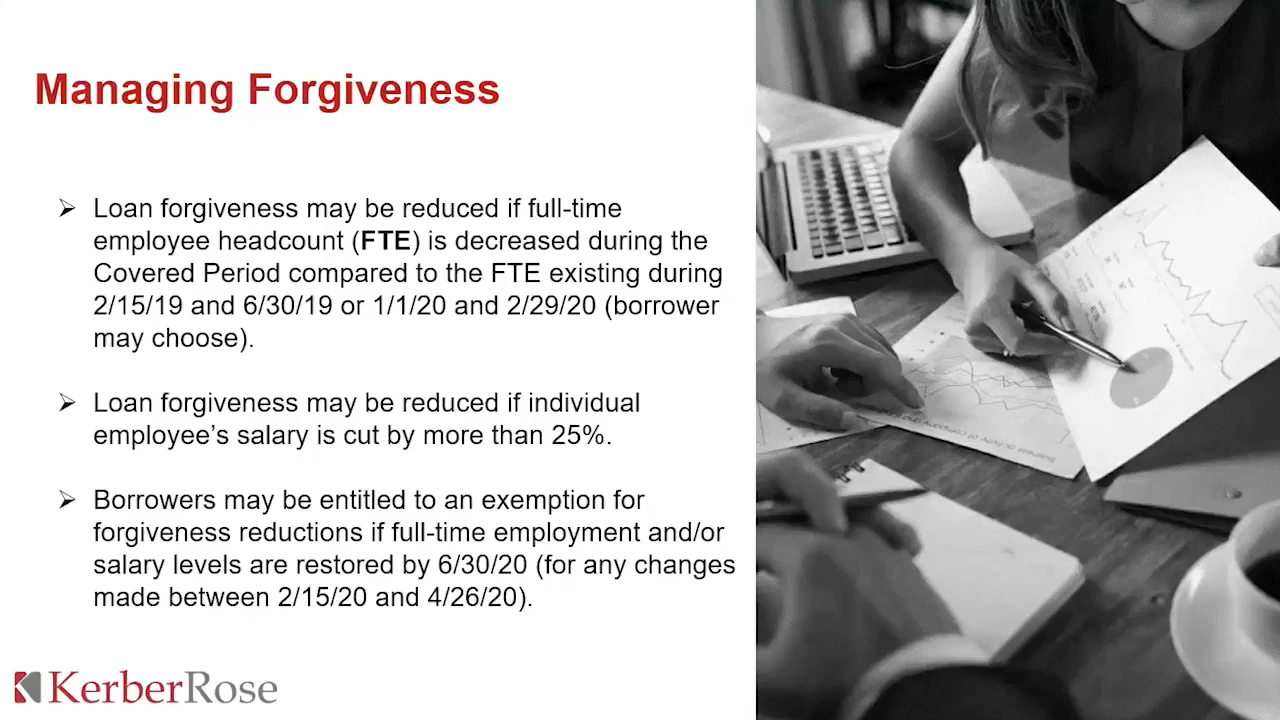 Managing Forgiveness
➢ Loan forgiveness may be reduced if full-time
employee headcount (FTE) is decreased during the
Covered Period compared to the FTE existing during
2/15/19 and 6/30/19 or 1/1/20 and 2/29/20 (borrower
may choose).
➢ Loan forgiveness may be reduced if individual
employee’s salary is cut by more than 25%.
➢ Borrowers may be entitled to an exemption for
forgiveness reductions if full-time employment and/or
salary levels are restored by 6/30/20 (for any changes
made between 2/15/20 and 4/26/20).
KerberRose
Business activity of company